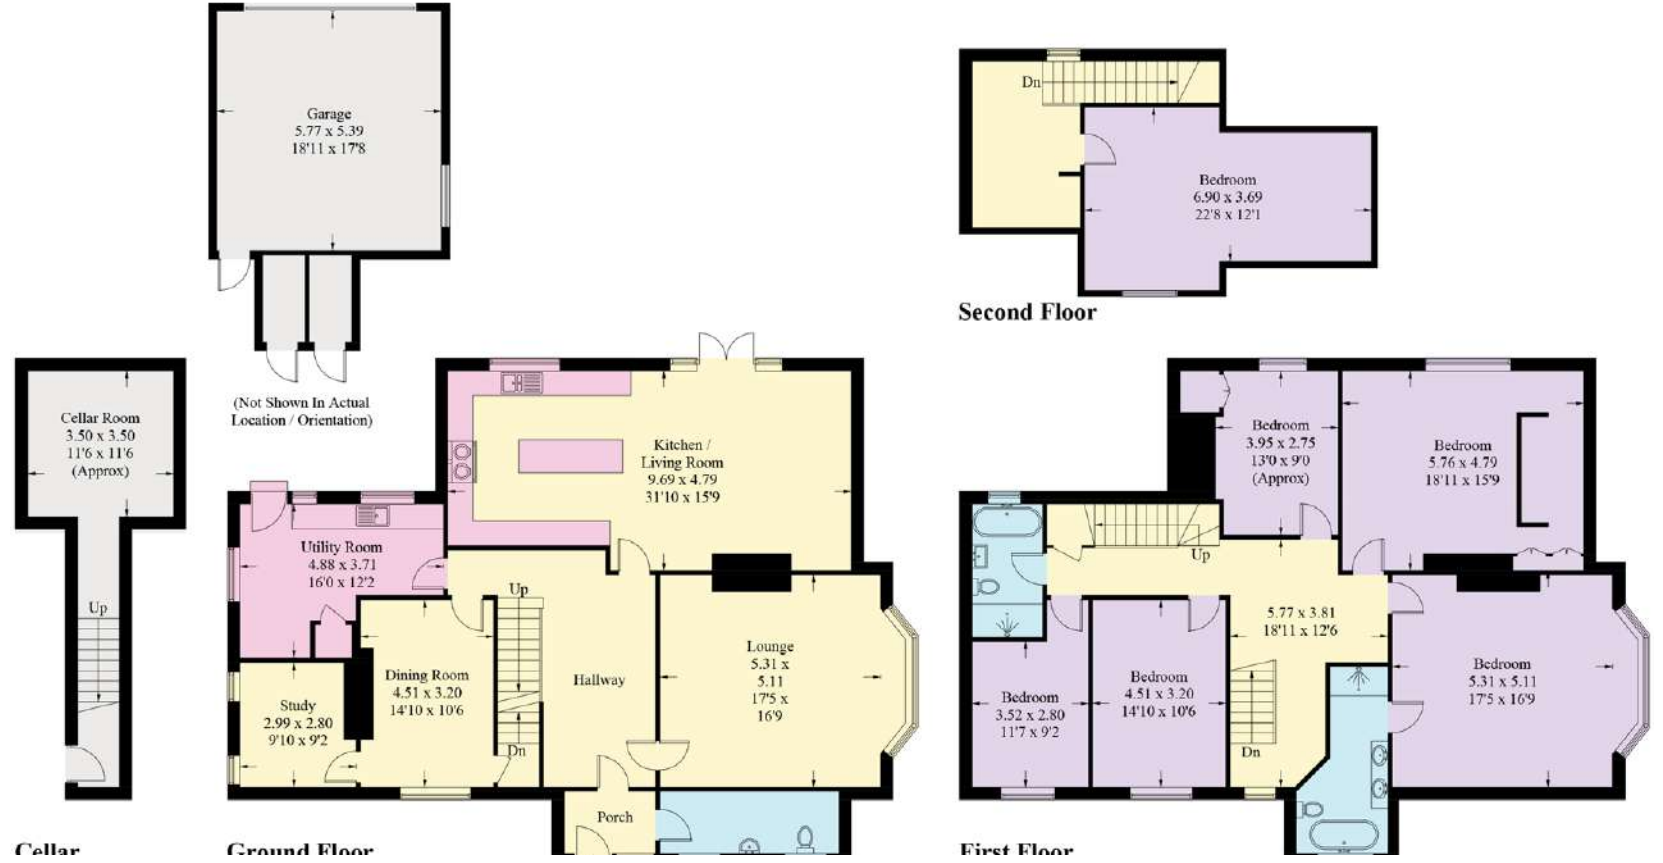 Garage
5.77 x 5.39
18'11 x 17'8
(Not Shown In Actual
Location / Orientation)
Dn
Bedroom
6.90 x 3.69
22'8 x 12'1
Second Floor
Cellar Room
3.50 x 3.50
11'6 x 11'6
(Approx)
Up
Cellar
Kitchen /
Living Room
9.69 x 4.79
31'10 x 15'9
Utility Room
4.88 x 3.71
16'0 x 12'2
Up
Dining Room
4.51 x 3.20
14'10 x 10'6
Study
2.99 x 2.80
9'10 x 9'2
Dn
Hallway
Lounge
5.31 x
5.11
17'5 x
16'9
Porch
Ground Floor
Bedroom
3.95 x 2.75
13'0 x 9'0
(Approx)
Bedroom
5.76 x 4.79
18'11 x 15'9
Up
5.77 x 3.81
18'11 x 12'6
Bedroom
3.52 x 2.80
11'7 x 9'2
Bedroom
4.51 x 3.20
14'10 x 10'6
Dn
Bedroom
5.31 x 5.11
17'5 x 16'9
First Floor